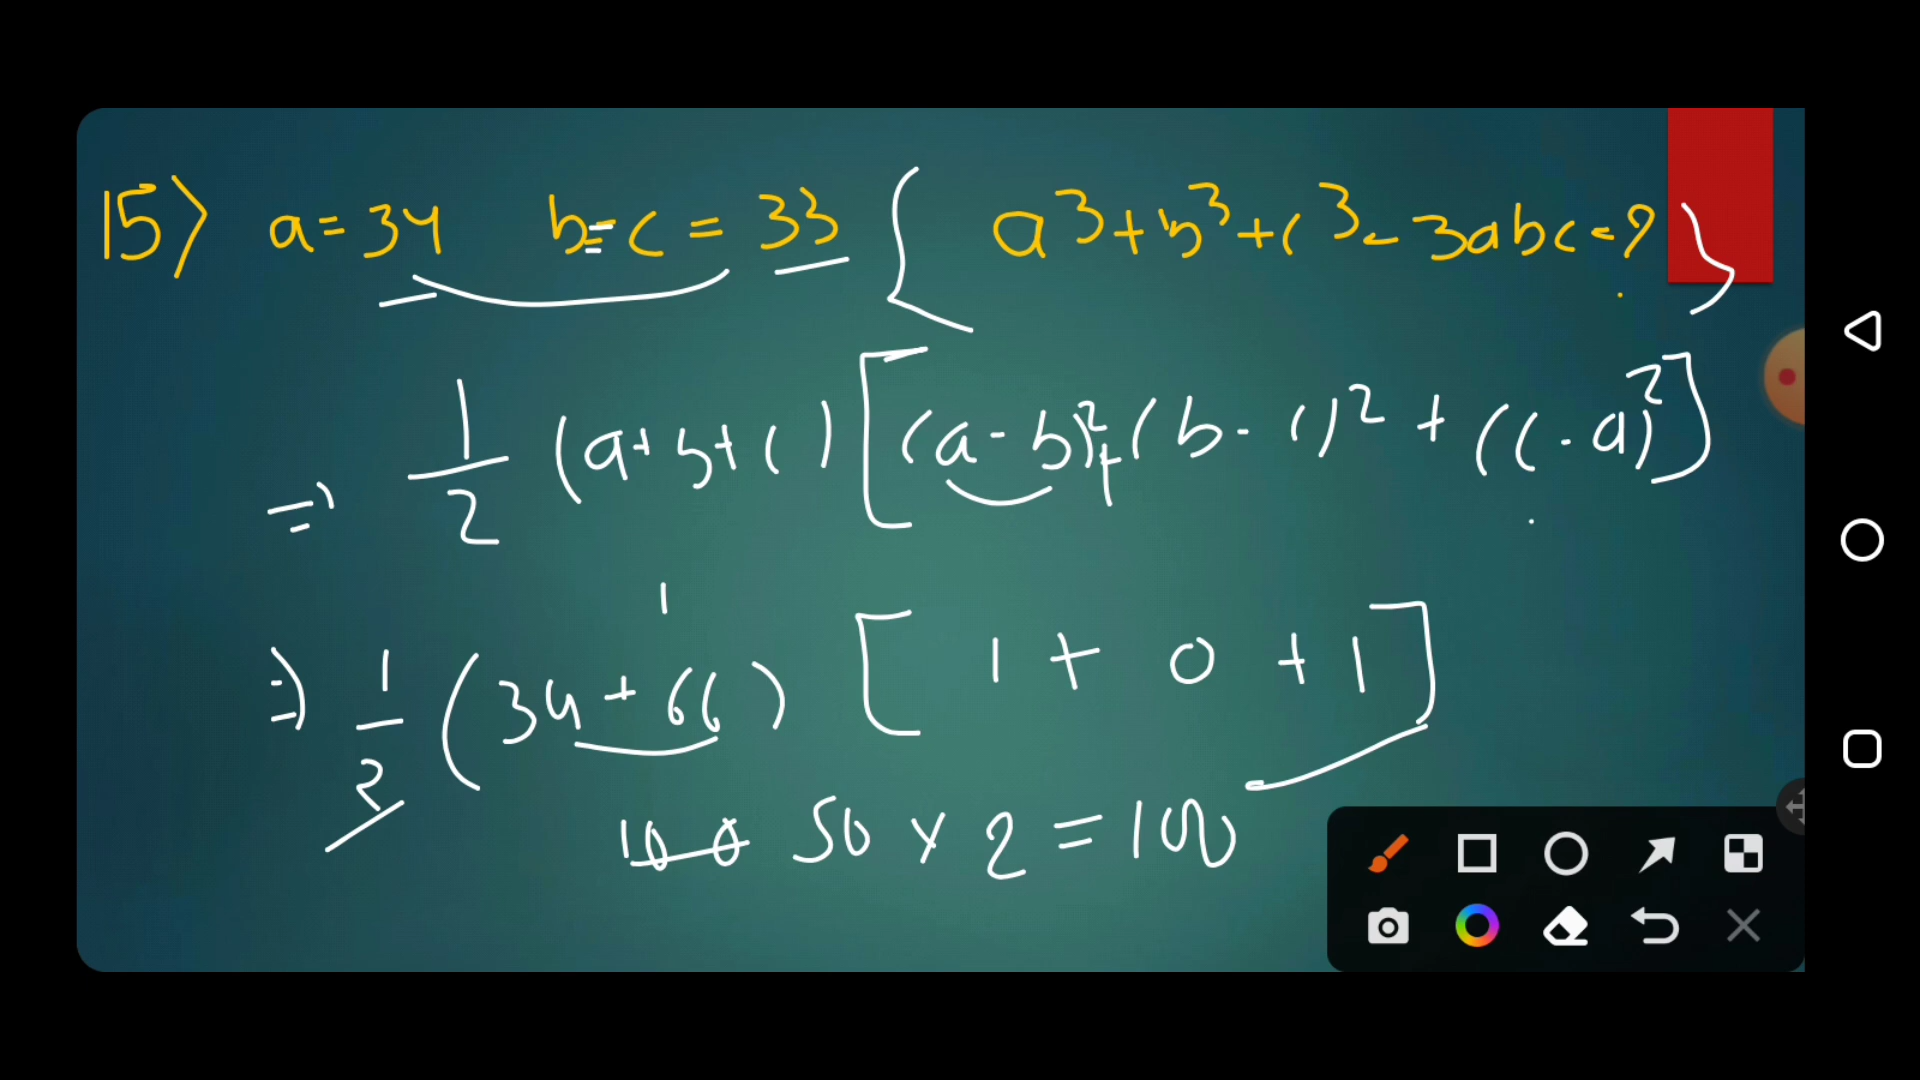 15> a=34 b=c=33 { a³+b³+c³-3abc=? }
=> 1/2 (a+b+c) [(a-b)²+(b-c)²+(c-a)²]
=> 1/2 (34+66) [1+0+1]
100 50 × 2 = 100